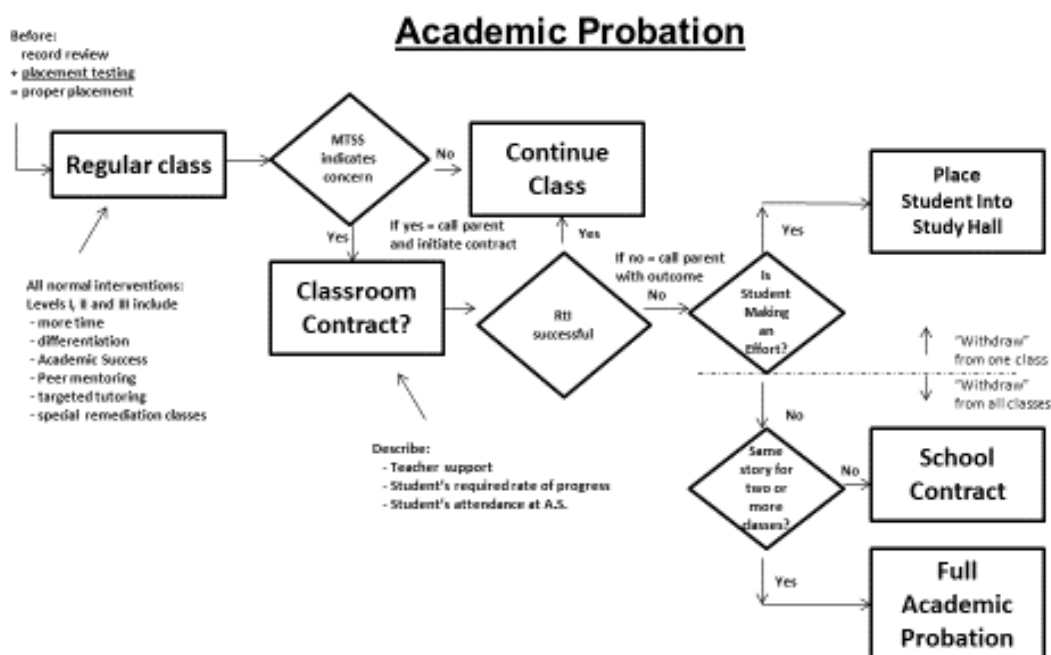 Academic Probation
Before:
record review
+ placement testing
= proper placement
Regular class
MTSS
indicates
concern
No
Continue
Class
Yes
If yes = call parent
and initiate contract
Classroom
Contract?
RtI
successful
Yes
If no = call parent
with outcome
No
Is
Student
Making
an
Effort?
Yes
Place
Student Into
Study Hall
"Withdraw"
from one class
"Withdraw"
from all classes
No
Same
story for
two or
more
classes?
No
School
Contract
Yes
Full
Academic
Probation
All normal interventions:
Levels I, II and III include
- more time
- differentiation
- Academic Success
- Peer mentoring
- targeted tutoring
- special remediation classes
Describe:
- Teacher support
- Student's required rate of progress
- Student's attendance at A.S.